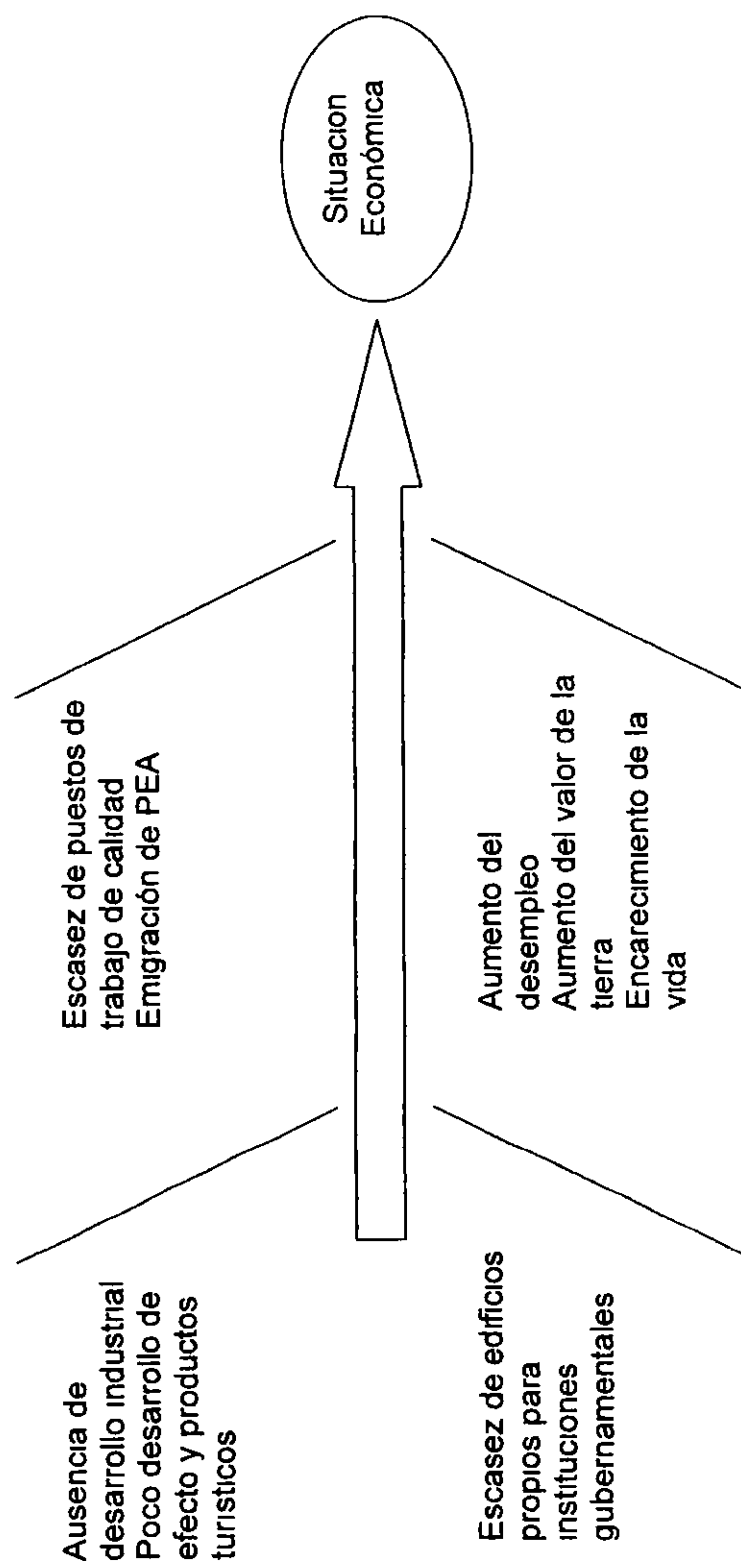 Ausencia de
desarrollo industrial
Poco desarrollo de
efecto y productos
turísticos
Escasez de puestos de
trabajo de calidad
Emigración de PEA
Situacion
Económica
Escasez de edificios
propios para
instituciones
gubernamentales
Aumento del
desempleo
Aumento del valor de la
tierra
Encarecimiento de la
vida